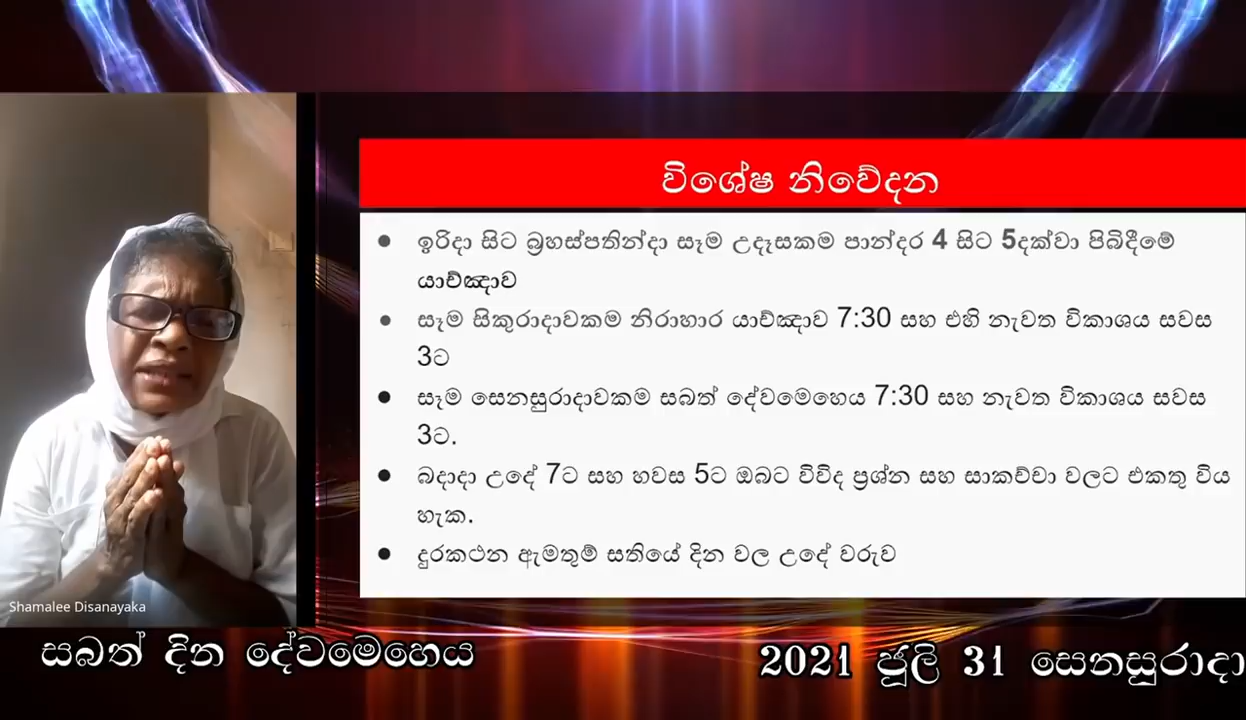 විශේෂ නිවේදන
ඉරිදා සිට බ්‍රහස්පතින්දා සෑම උදෑසකම පාන්දර 4 සිට 5දක්වා පිබිදීමේ
යාච්ඤාව
සෑම සිකුරාදාවකම නිරාහාර යාච්ඤාව 7:30 සහ එහි නැවත විකාශය සවස
3ට
සෑම සෙනසුරාදාවකම සබත් දේවමෙහෙය 7:30 සහ නැවත විකාශය සවස
3ට.
බදාදා උදේ 7ට සහ හවස 5ට ඔබට විවිද ප්‍රශ්න සහ සාකච්චා වලට එකතු විය
හැක.
දුරකථන ඇමතුම් සතියේ දින වල උදේ වරුව
Shamalee Disanayaka
සබත් දින දේවමෙහෙය
2021 ජූලි 31 සෙනසුරාදා